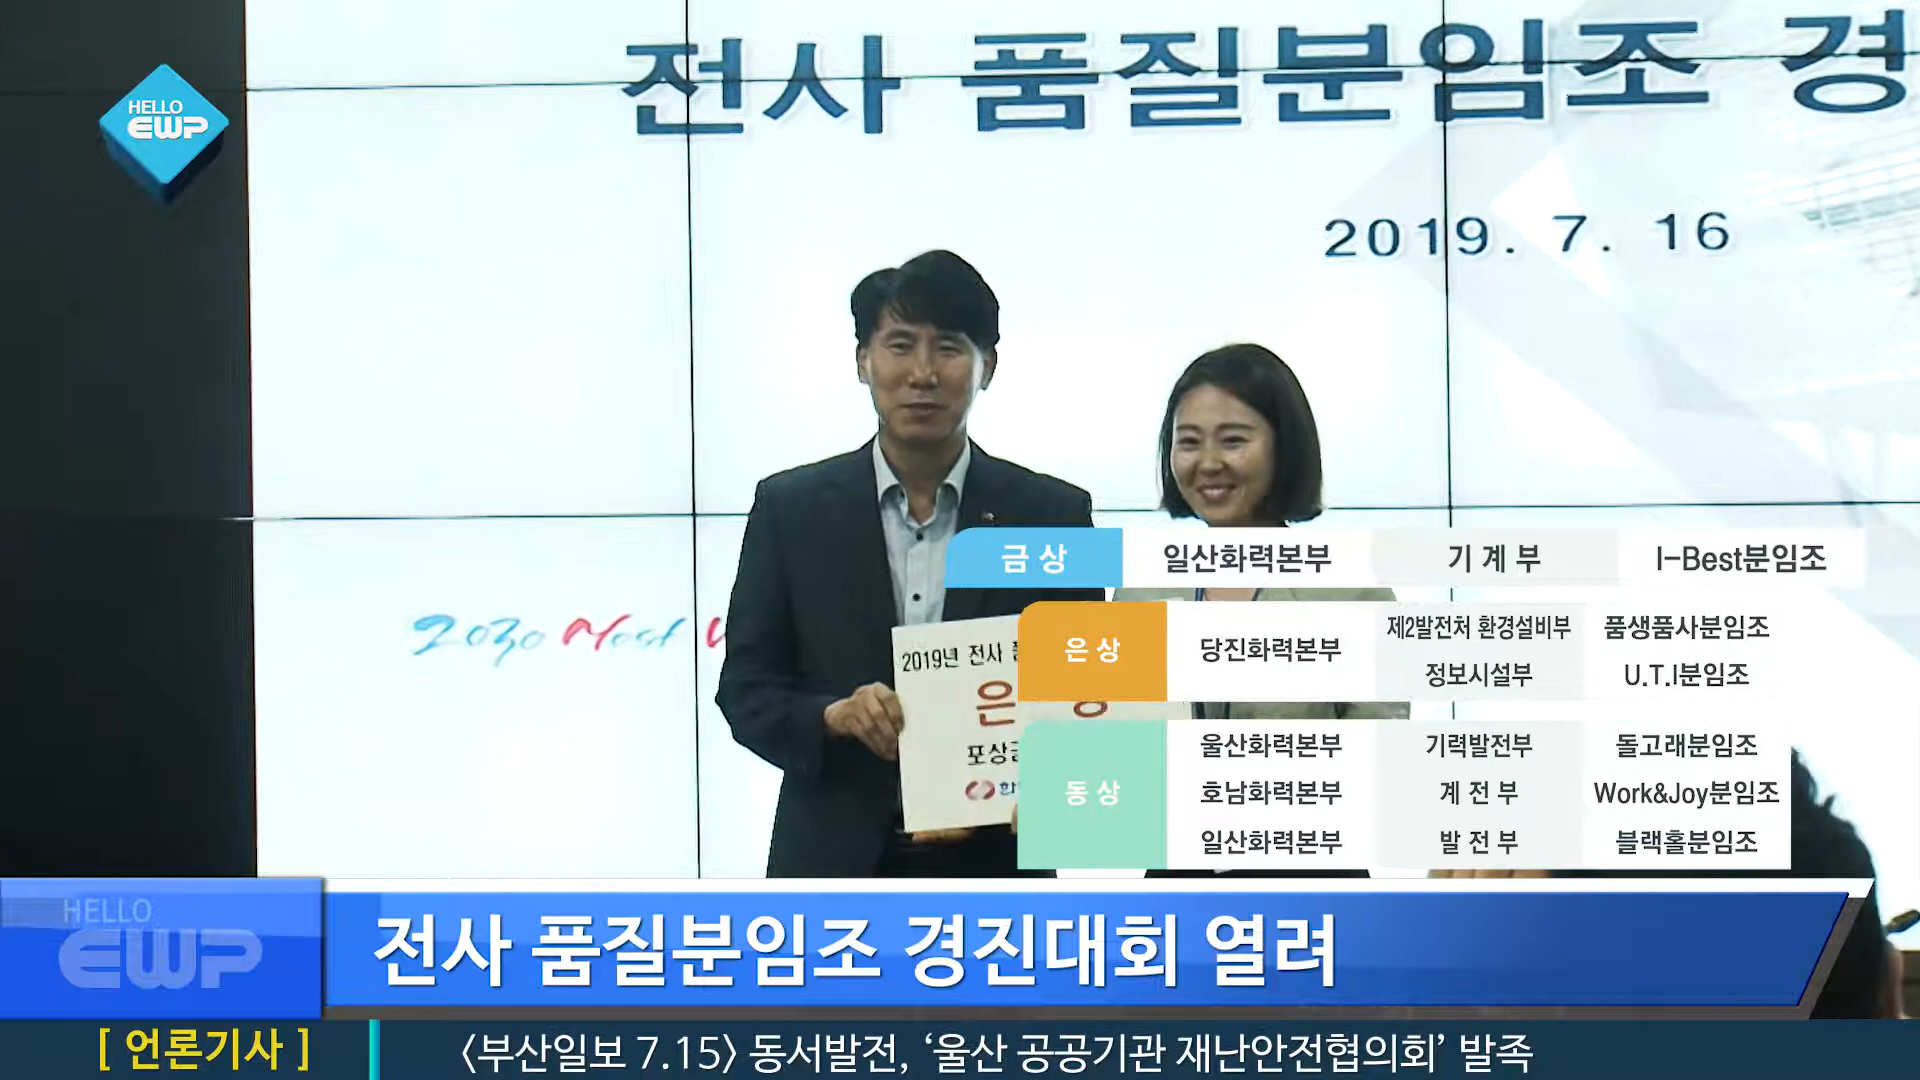 전사 품질분임조 경
HELLO
EWP
2019. 7. 16
금 상 일산화력본부 기 계 부 I-Best분임조
2030 Most
2019년 전사
은
포상금
은 상 당진화력본부 제2발전처 환경설비부 품생품사분임조
정보시설부 U.T.I분임조
동 상 울산화력본부 기력발전부 돌고래분임조
호남화력본부 계 전 부 Work&Joy분임조
일산화력본부 발 전 부 블랙홀분임조
HELLO
EWP
전사 품질분임조 경진대회 열려
[ 언론기사 ] <부산일보 7.15> 동서발전, ‘울산 공공기관 재난안전협의회’ 발족